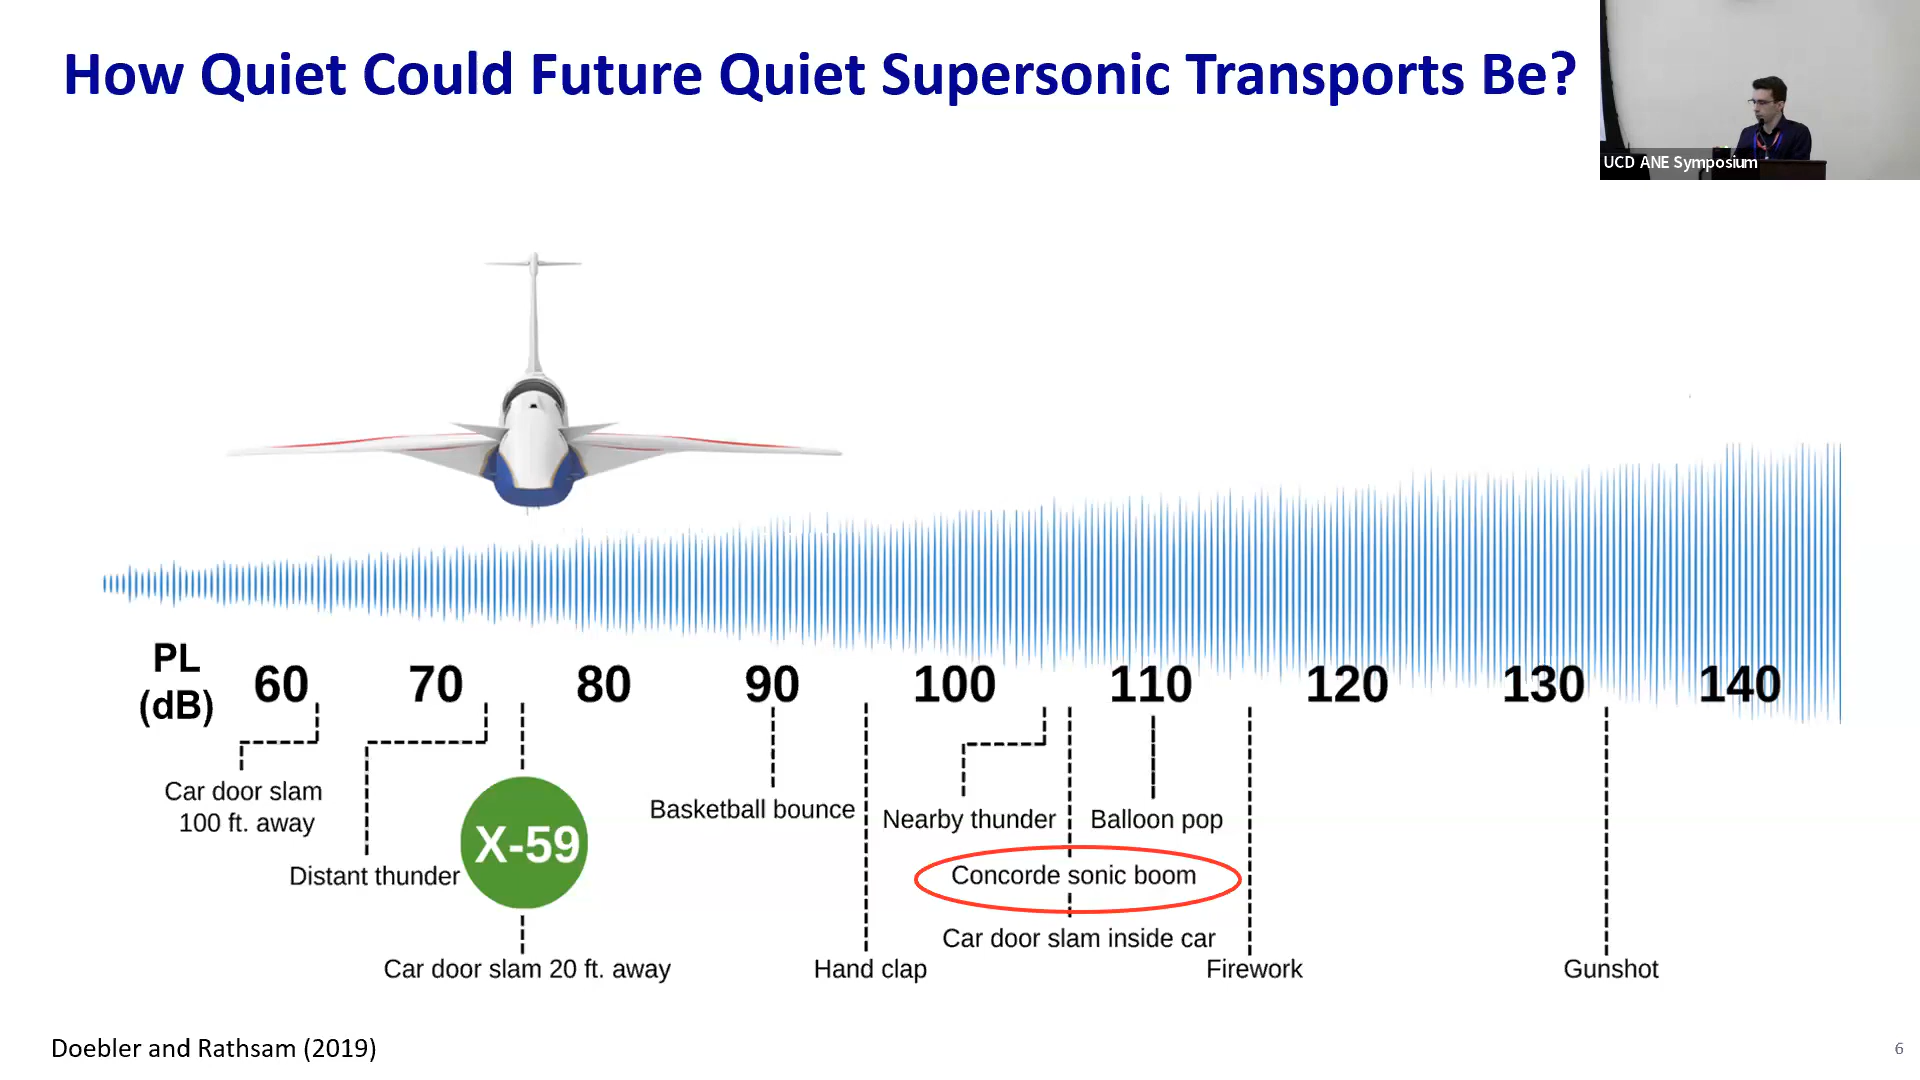 How Quiet Could Future Quiet Supersonic Transports Be?
UCD ANE Symposium
PL
(dB)
60 70 80 90 100 110 120 130 140
Car door slam
100 ft. away
Distant thunder
X-59
Car door slam 20 ft. away
Basketball bounce
Hand clap
Nearby thunder
Balloon pop
Concorde sonic boom
Car door slam inside car
Firework
Gunshot
Doebler and Rathsam (2019)
6